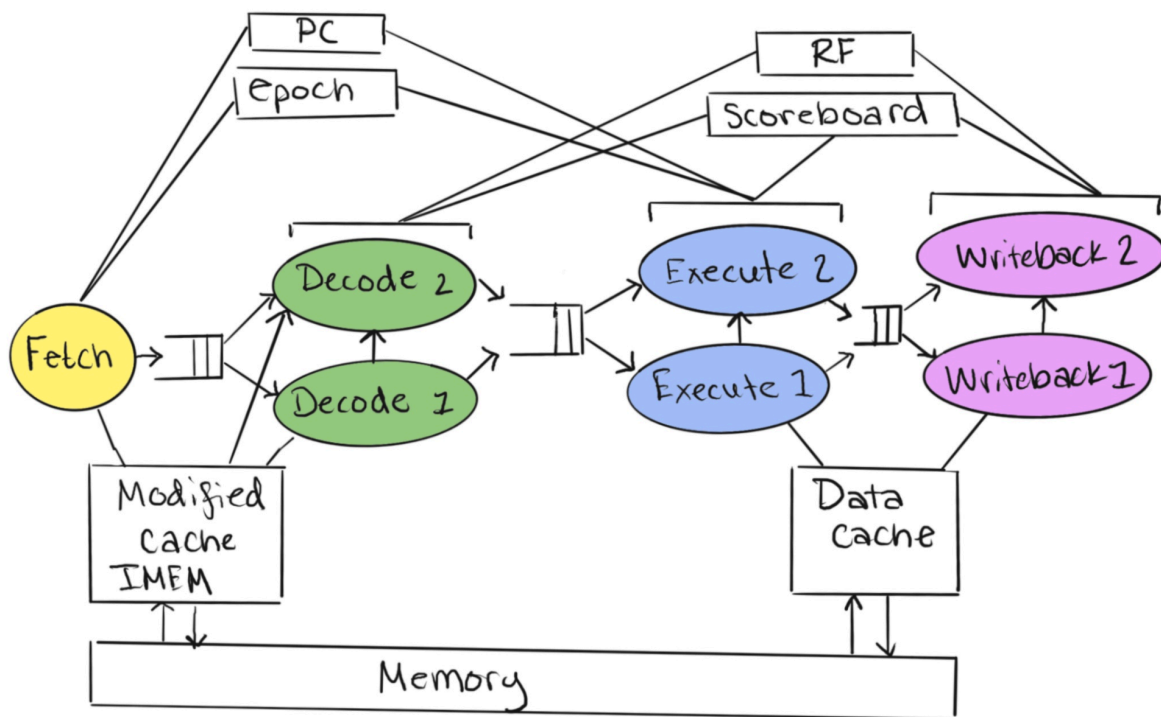 PC
epoch
RF
Scoreboard
Fetch
Decode 2
Decode 1
Execute 2
Execute 1
Writeback 2
Writeback 1
Modified
Cache
IMEM
Data
Cache
Memory